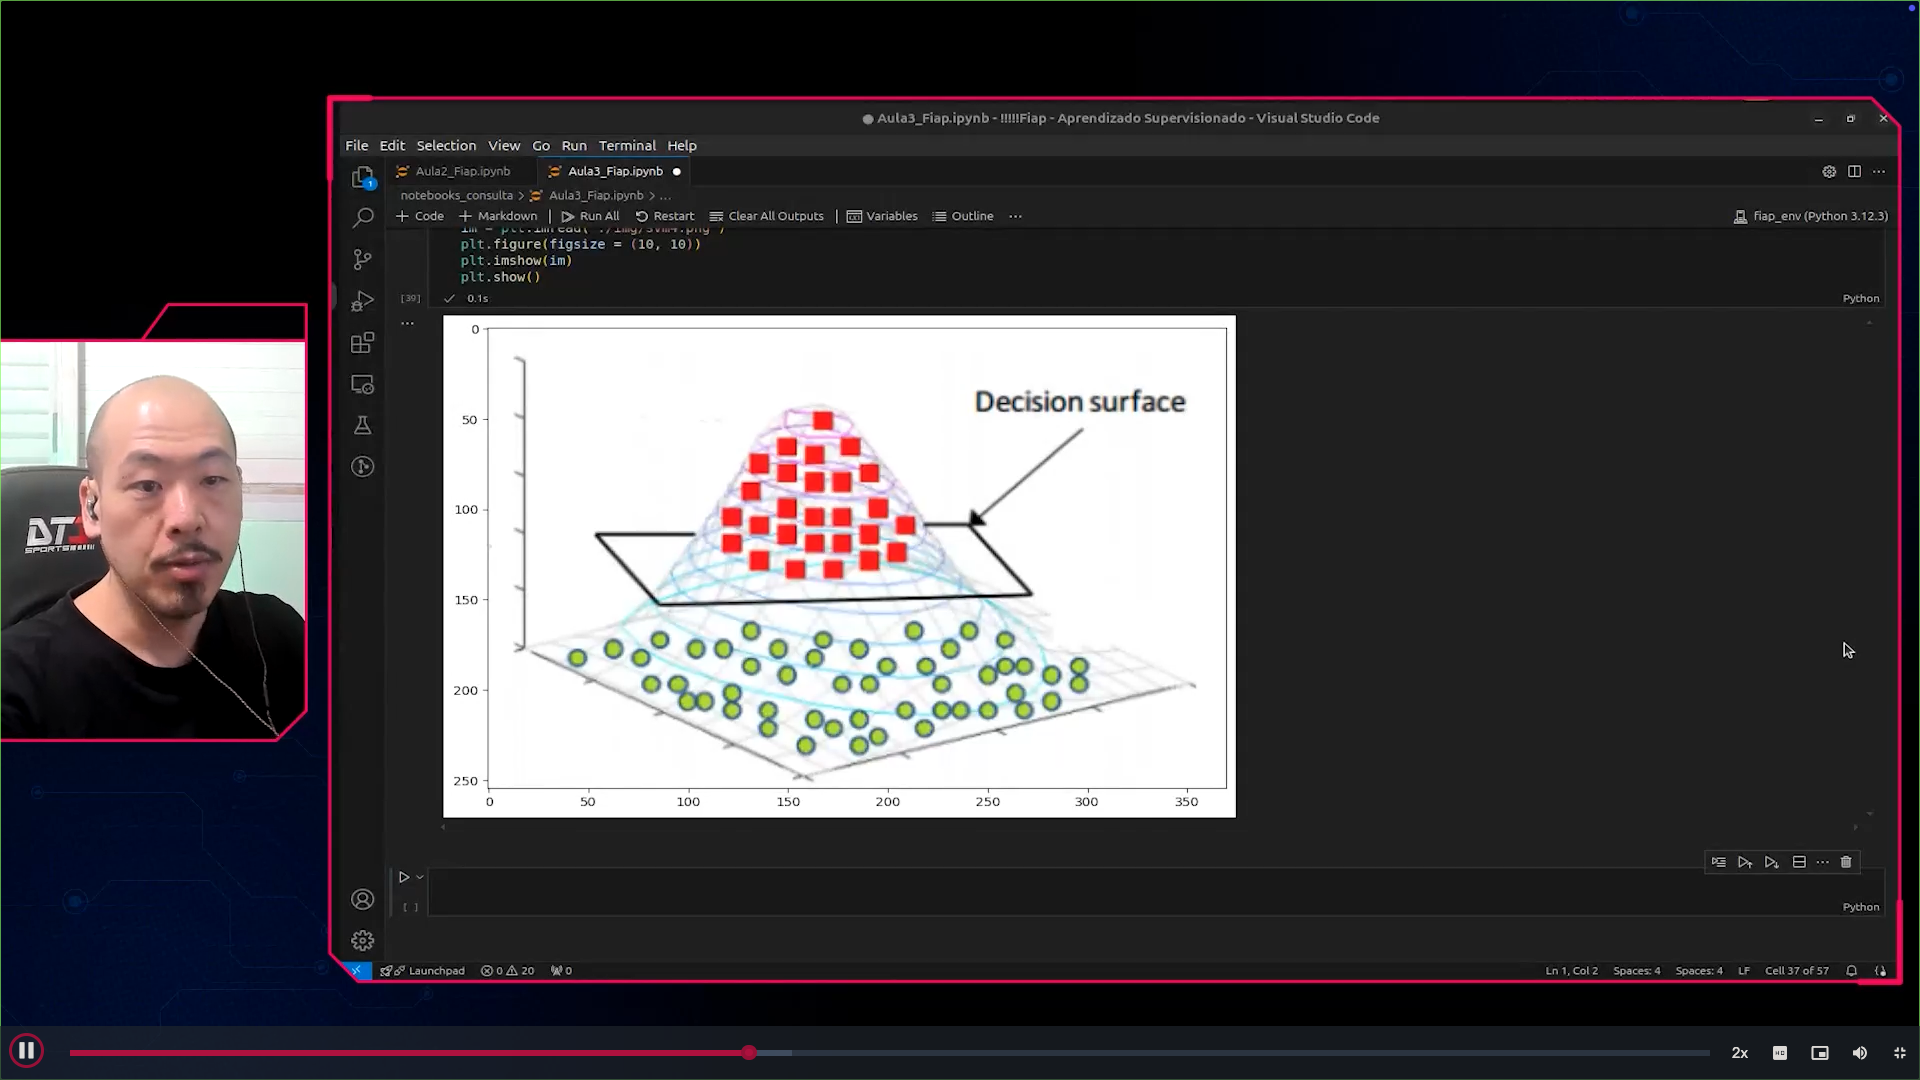 Aula3_Fiap.ipynb - !!!!!Fiap - Aprendizado Supervisionado - Visual Studio Code
File Edit Selection View Go Run Terminal Help
Aula2_Fiap.ipynb Aula3_Fiap.ipynb
notebooks_consulta > Aula3_Fiap.ipynb > ...
+ Code + Markdown Run All Restart Clear All Outputs Variables Outline ... fiap_env (Python 3.12.3)
plt.figure(figsize = (10, 10))
plt.imshow(im)
plt.show()
[39] 0.1s Python
Decision surface
0
50
100
150
200
250
0 50 100 150 200 250 300 350
DT3
SPORTS
[ ] Python
Launchpad 0 20 0 Ln 1, Col 2 Spaces: 4 Spaces: 4 LF Cell 37 of 57
2x HD